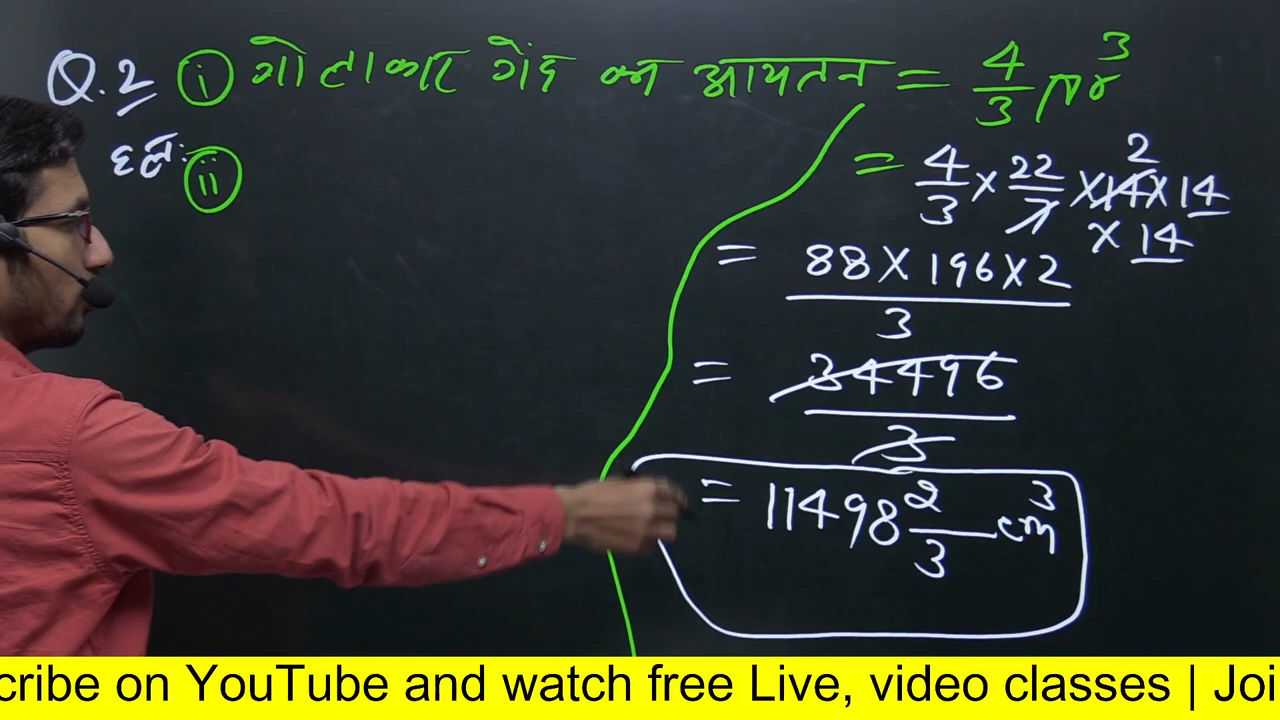 Q.2 i गोलाकार गेंद का आयतन = 4/3 πr³
हलः- ii
= 4/3 × 22/7 × 14 × 14 × 14
2
= 88 × 196 × 2 / 3
= 34496 / 3
= 11498 2/3 cm³
cribe on YouTube and watch free Live, video classes | Joi